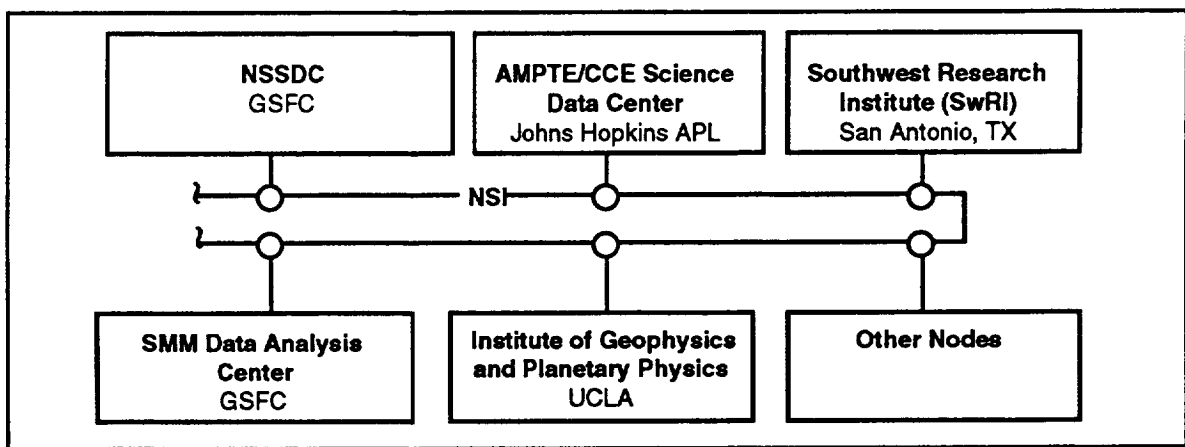 NSSDC
GSFC
AMPTE/CCE Science
Data Center
Johns Hopkins APL
Southwest Research
Institute (SwRI)
San Antonio, TX
NSI
SMM Data Analysis
Center
GSFC
Institute of Geophysics
and Planetary Physics
UCLA
Other Nodes